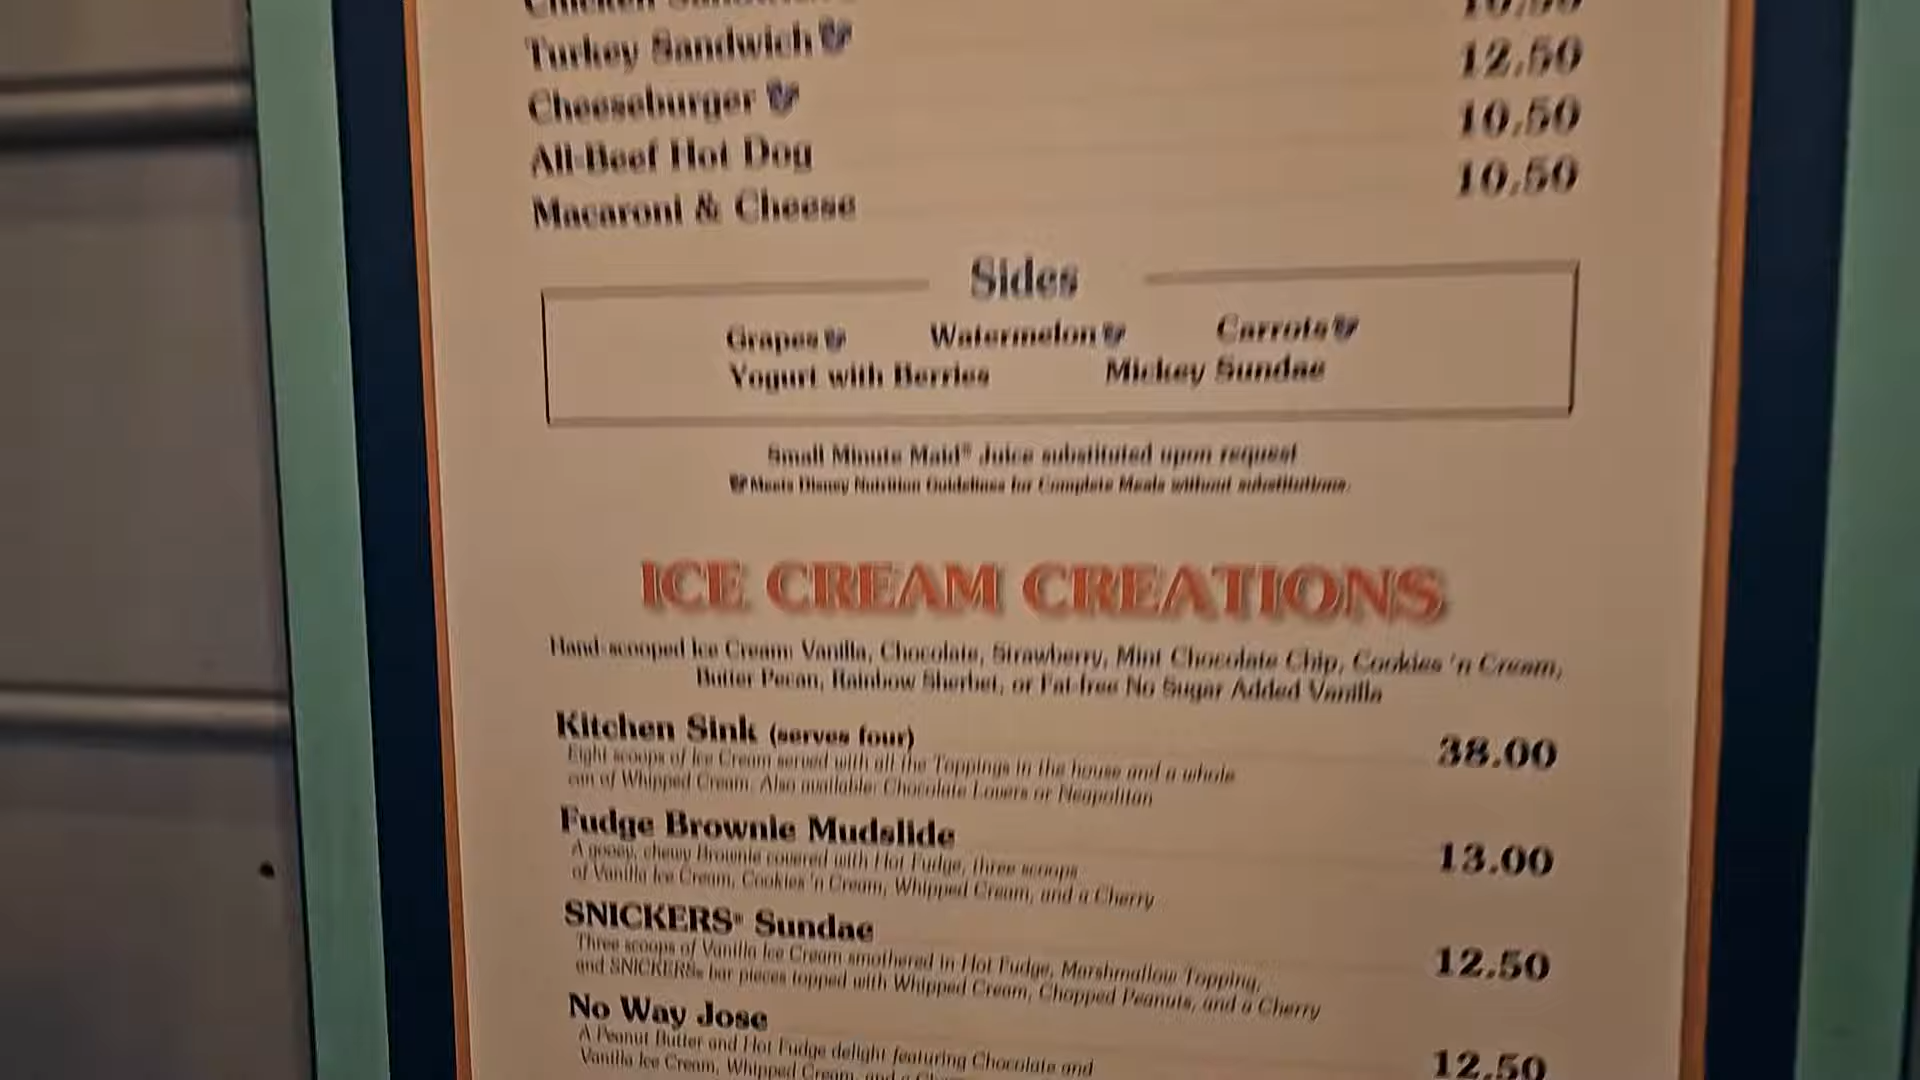 Chicken Sandwich 10.50
Turkey Sandwich 12.50
Cheeseburger 10.50
All-Beef Hot Dog 10.50
Macaroni & Cheese
Sides
Grapes Watermelon Carrots
Yogurt with Berries Mickey Sundae
Small Minute Maid® Juice substituted upon request
Meets Disney Nutrition Guidelines for Complete Meals without substitutions.
ICE CREAM CREATIONS
Hand-scooped Ice Cream: Vanilla, Chocolate, Strawberry, Mint Chocolate Chip, Cookies 'n Cream,
Butter Pecan, Rainbow Sherbet, or Fat-free No Sugar Added Vanilla
Kitchen Sink (serves four) 38.00
Eight scoops of Ice Cream served with all the Toppings in the house and a whole
can of Whipped Cream. Also available: Chocolate Lovers or Neapolitan
Fudge Brownie Mudslide 13.00
A gooey, chewy Brownie covered with Hot Fudge, three scoops
of Vanilla Ice Cream, Cookies 'n Cream, Whipped Cream, and a Cherry
SNICKERS® Sundae 12.50
Three scoops of Vanilla Ice Cream smothered in Hot Fudge, Marshmallow Topping,
and SNICKERS® bar pieces topped with Whipped Cream, Chopped Peanuts, and a Cherry
No Way Jose 12.50
A Peanut Butter and Hot Fudge delight featuring Chocolate and
Vanilla Ice Cream, Whipped Cream, and a